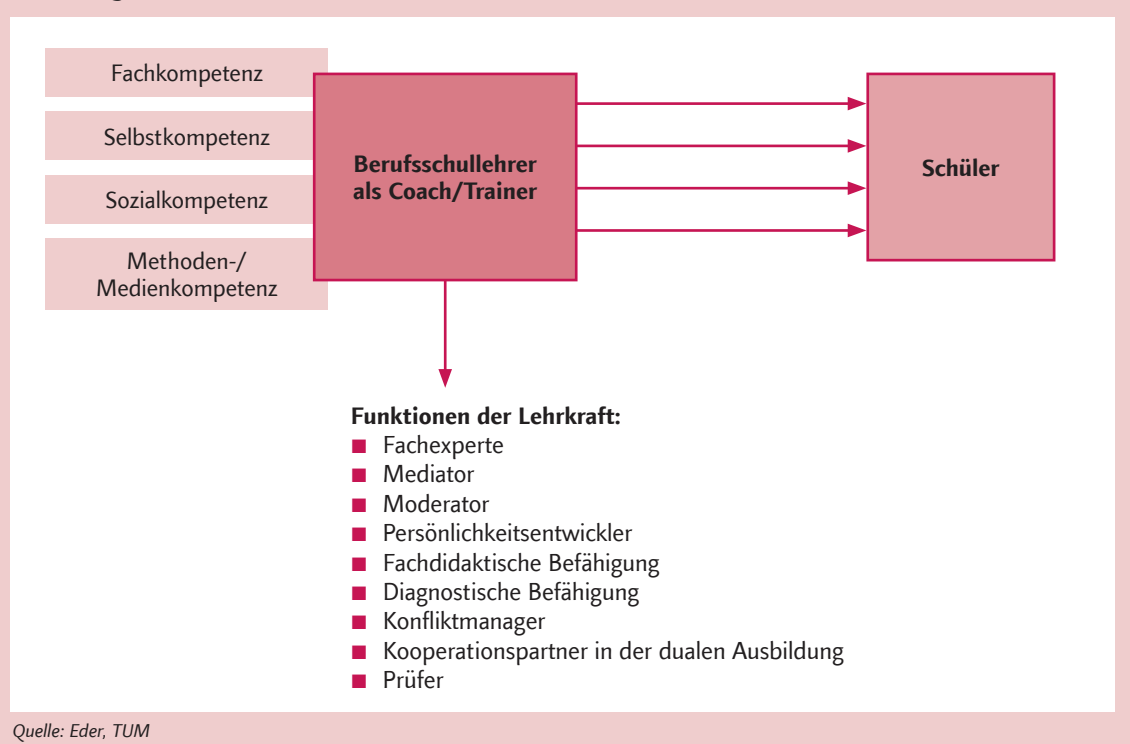 Fachkompetenz
Selbstkompetenz
Sozialkompetenz
Methoden-/
Medienkompetenz
Berufsschullehrer
als Coach/Trainer
Schüler
Funktionen der Lehrkraft:
Fachexperte
Mediator
Moderator
Persönlichkeitsentwickler
Fachdidaktische Befähigung
Diagnostische Befähigung
Konfliktmanager
Kooperationspartner in der dualen Ausbildung
Prüfer
Quelle: Eder, TUM